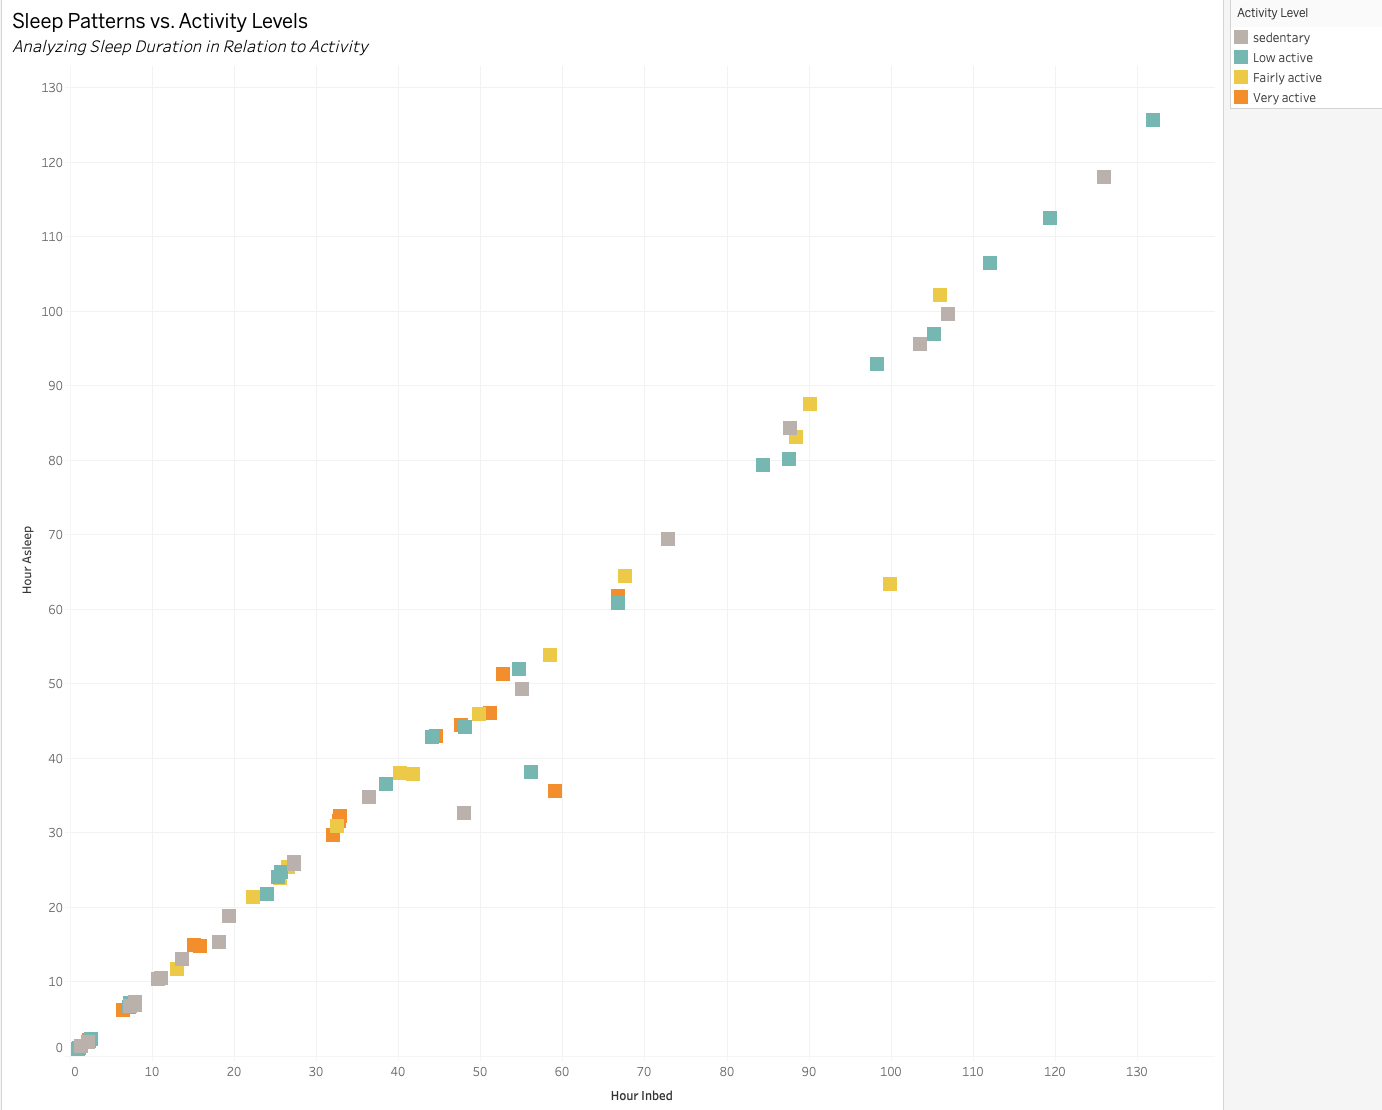 Sleep Patterns vs. Activity Levels
Analyzing Sleep Duration in Relation to Activity
Activity Level
sedentary
Low active
Fairly active
Very active
130
120
110
100
90
80
70
60
50
40
30
20
10
0
Hour Asleep
0 10 20 30 40 50 60 70 80 90 100 110 120 130
Hour Inbed